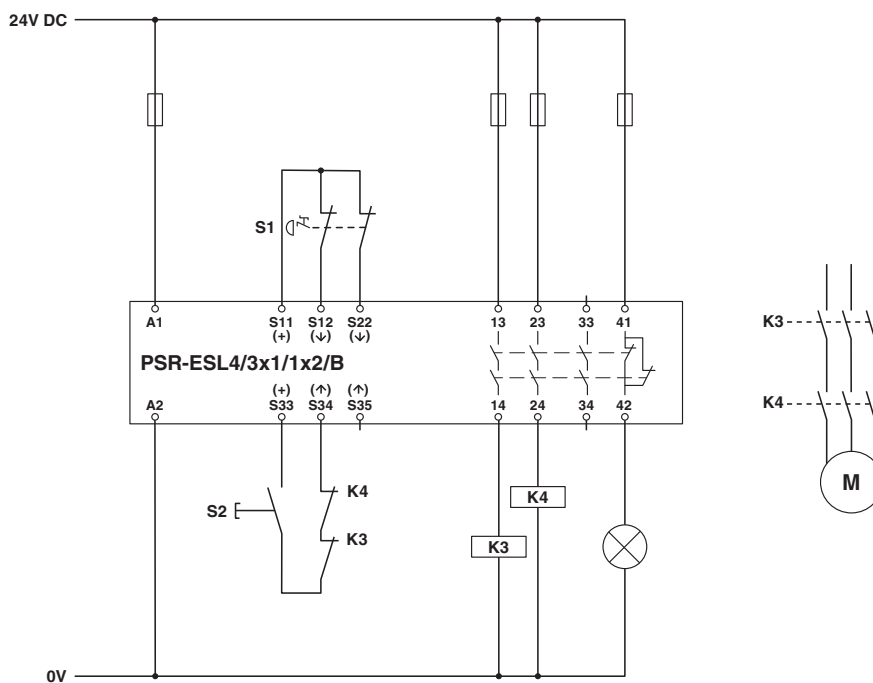 24V DC
S1
A1 S11 S12 S22 13 23 33 41
(+) (↓) (↓)
PSR-ESL4/3x1/1x2/B
(+) (↑) (↑)
A2 S33 S34 S35 14 24 34 42
K3
K4
M
S2
K4
K3
K4
K3
0V